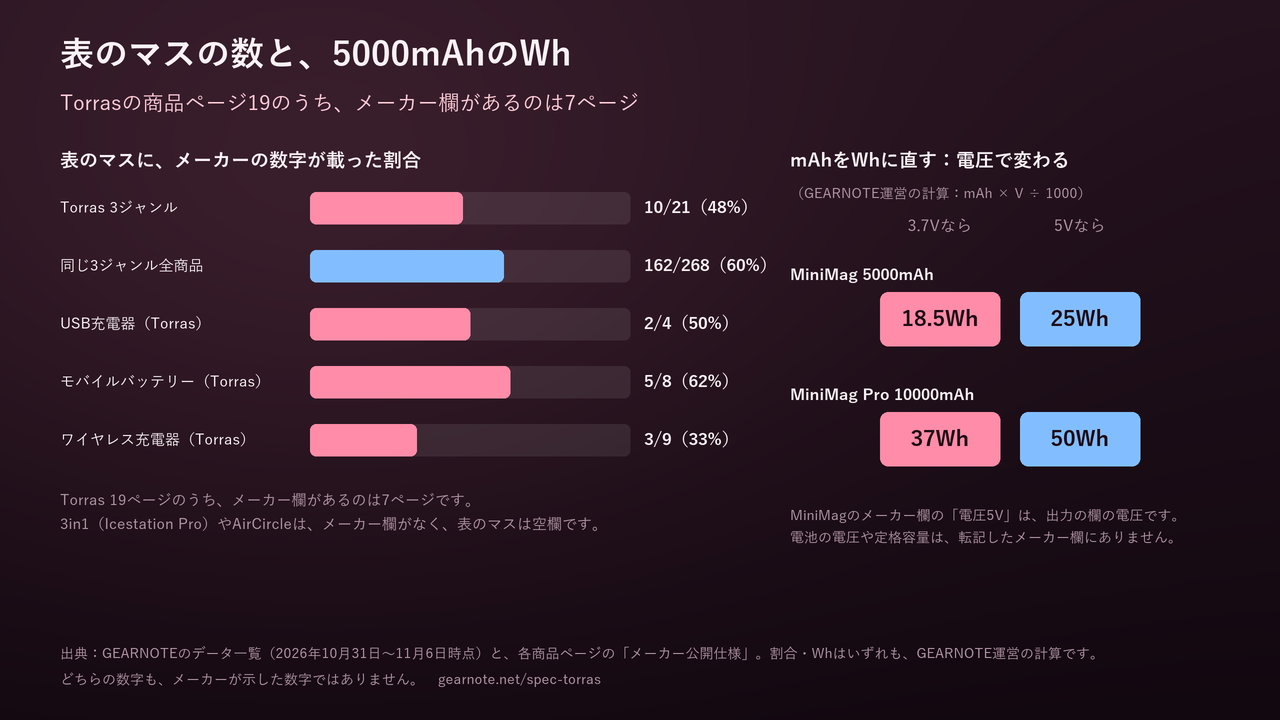 表のマスの数と、5000mAhのWh
Torrasの商品ページ19のうち、メーカー欄があるのは7ページ
表のマスに、メーカーの数字が載った割合
Torras 3ジャンル
10/21（48%）
同じ3ジャンル全商品
162/268（60%）
USB充電器（Torras）
2/4（50%）
モバイルバッテリー（Torras）
5/8（62%）
ワイヤレス充電器（Torras）
3/9（33%）
Torras 19ページのうち、メーカー欄があるのは7ページです。
3in1（Icestation Pro）やAirCircleは、メーカー欄がなく、表のマスは空欄です。
mAhをWhに直す：電圧で変わる
（GEARNOTE運営の計算：mAh × V ÷ 1000）
3.7Vなら
5Vなら
MiniMag 5000mAh
18.5Wh
25Wh
MiniMag Pro 10000mAh
37Wh
50Wh
MiniMagのメーカー欄の「電圧5V」は、出力の欄の電圧です。
電池の電圧や定格容量は、転記したメーカー欄にありません。
出典：GEARNOTEのデータ一覧（2026年10月31日〜11月6日時点）と、各商品ページの「メーカー公開仕様」。割合・Whはいずれも、GEARNOTE運営の計算です。
どちらの数字も、メーカーが示した数字ではありません。 gearnote.net/spec-torras